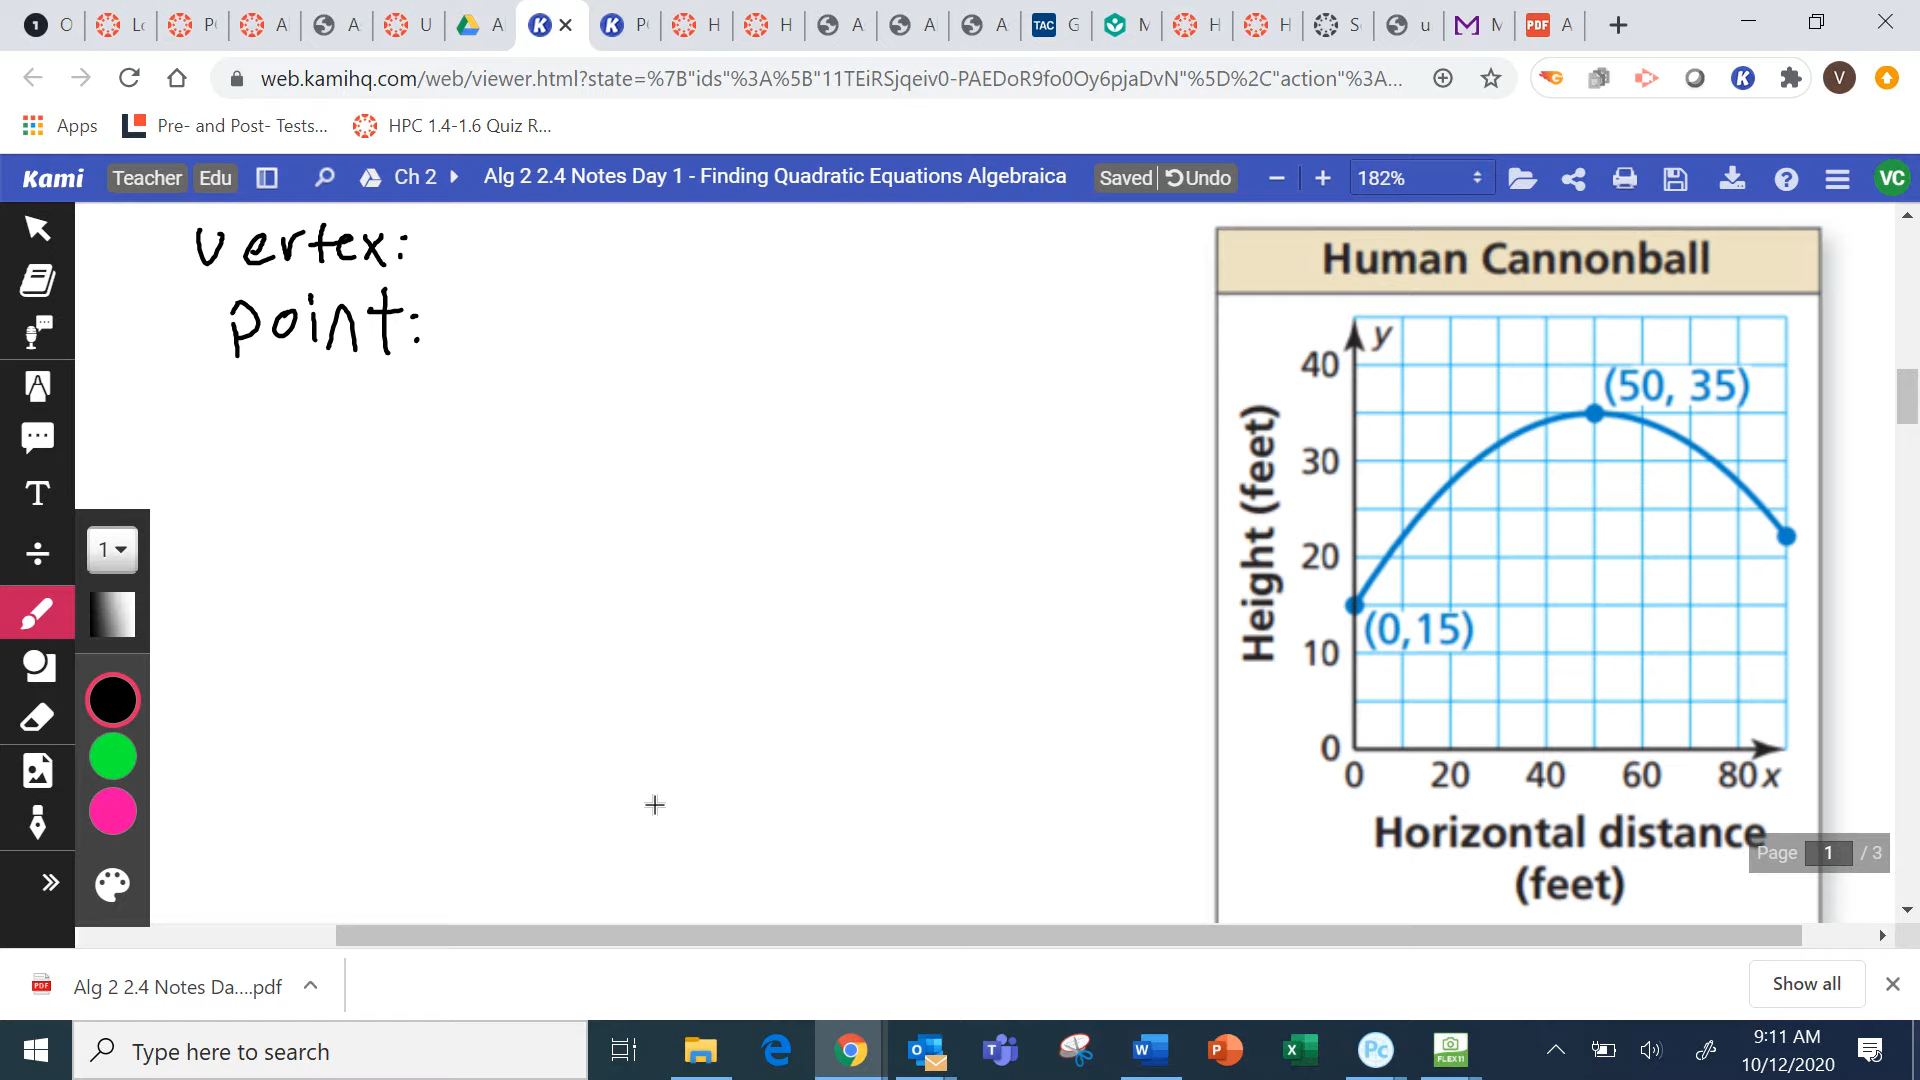 O L P A A U A P H H A A A G M H H S u M A
web.kamihq.com/web/viewer.html?state=%7B"ids"%3A%5B"11TEiRSjqeiv0-PAEDoR9fo0Oy6pjaDvN"%5D%2C"action"%3A... V
Apps Pre- and Post- Tests... HPC 1.4-1.6 Quiz R...
Kami Teacher Edu Ch 2 Alg 2 2.4 Notes Day 1 - Finding Quadratic Equations Algebraica Saved Undo 182% VC
vertex:
point:
Human Cannonball
y
40
(50, 35)
30
Height (feet)
20
(0,15)
10
0
0 20 40 60 80 x
Horizontal distance
(feet)
1
Page 1 / 3
Alg 2 2.4 Notes Da....pdf Show all
Type here to search
9:11 AM
10/12/2020